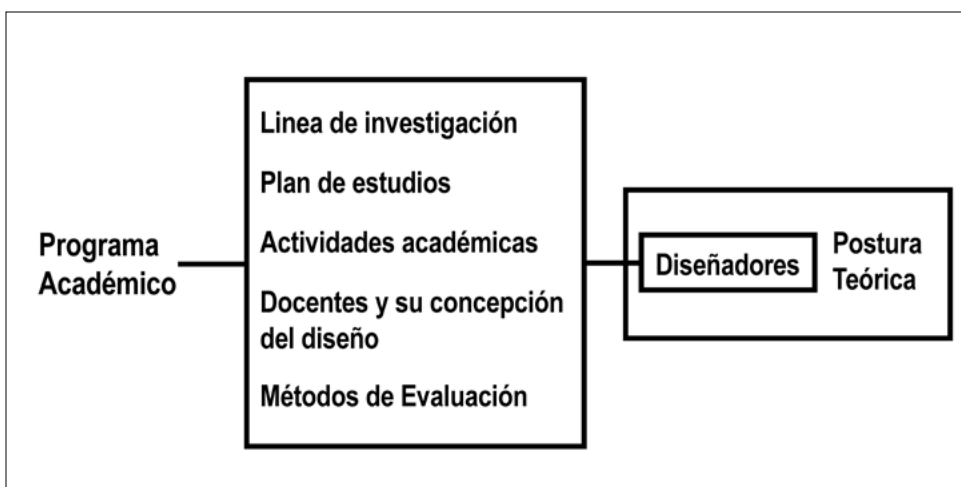 Programa
Académico
Linea de investigación
Plan de estudios
Actividades académicas
Docentes y su concepción
del diseño
Métodos de Evaluación
Diseñadores
Postura
Teórica